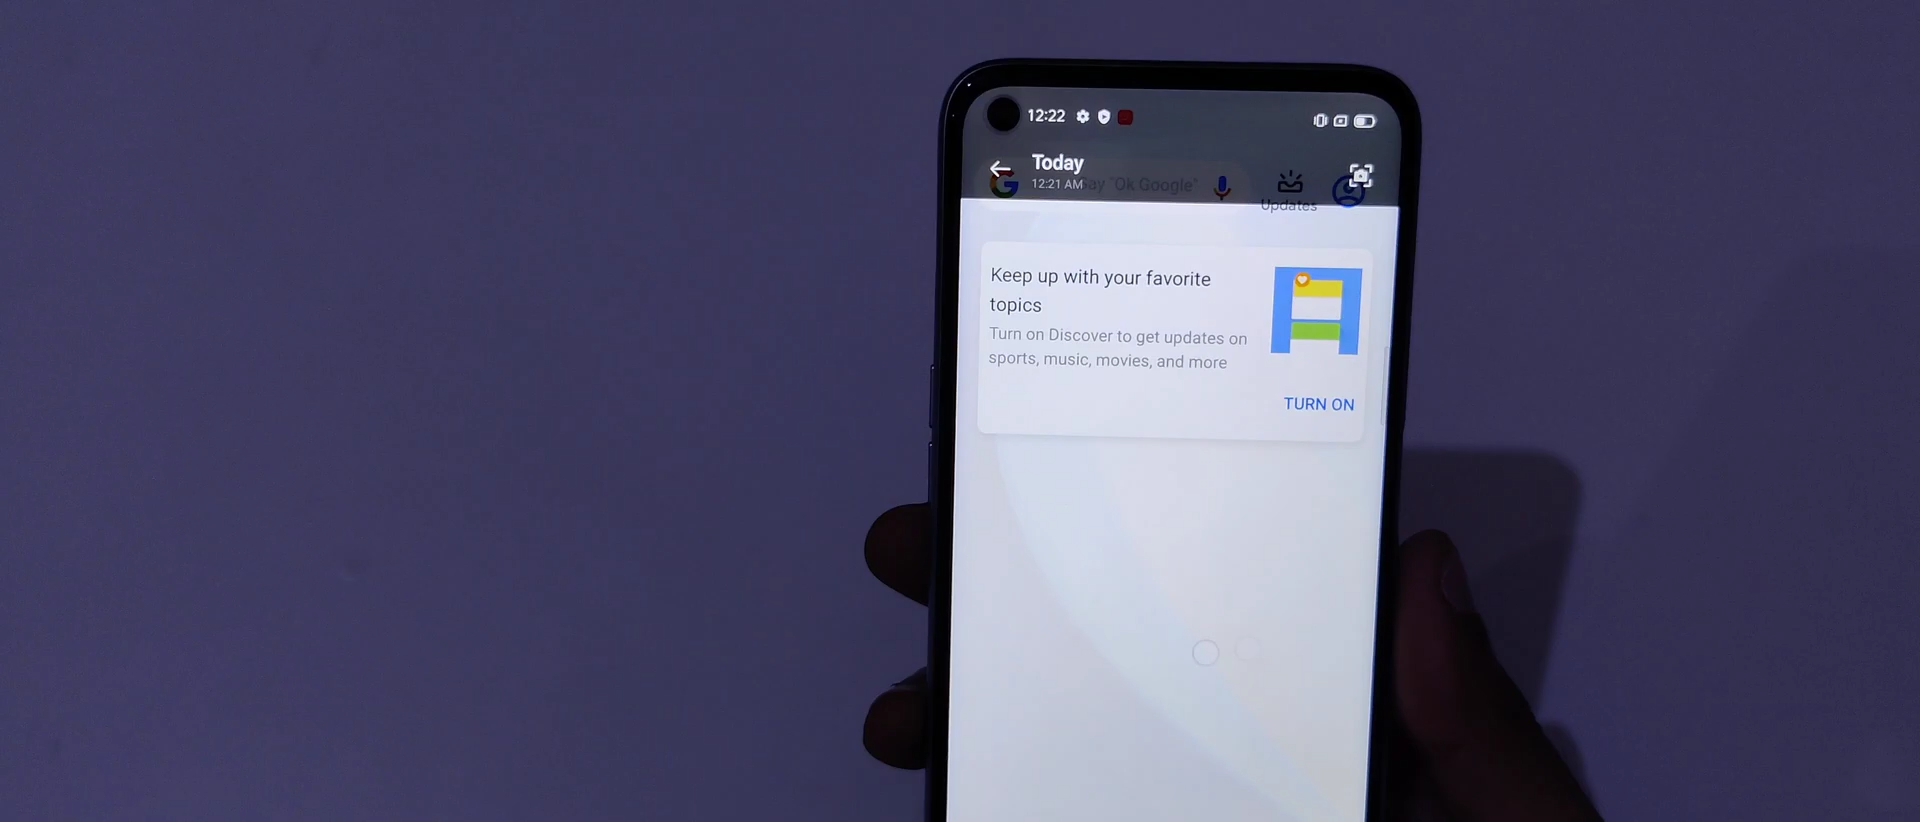 12:22
Today
12:21 AM
Say "Ok Google"
Updates
Keep up with your favorite
topics
Turn on Discover to get updates on
sports, music, movies, and more
TURN ON